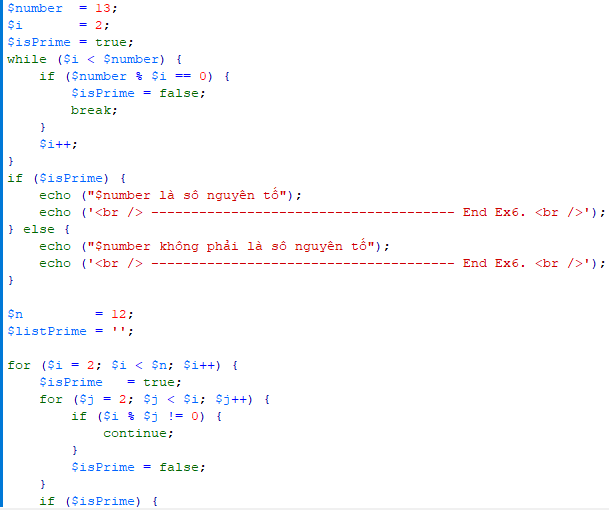 $number  = 13;
$i       = 2;
$isPrime = true;
while ($i < $number) {
    if ($number % $i == 0) {
        $isPrime = false;
        break;
    }
    $i++;
}
if ($isPrime) {
    echo ("$number là số nguyên tố");
    echo ('<br /> -------------------------------------- End Ex6. <br />');
} else {
    echo ("$number không phải là số nguyên tố");
    echo ('<br /> -------------------------------------- End Ex6. <br />');
}

$n         = 12;
$listPrime = '';

for ($i = 2; $i < $n; $i++) {
    $isPrime   = true;
    for ($j = 2; $j < $i; $j++) {
        if ($i % $j != 0) {
            continue;
        }
        $isPrime = false;
    }
    if ($isPrime) {